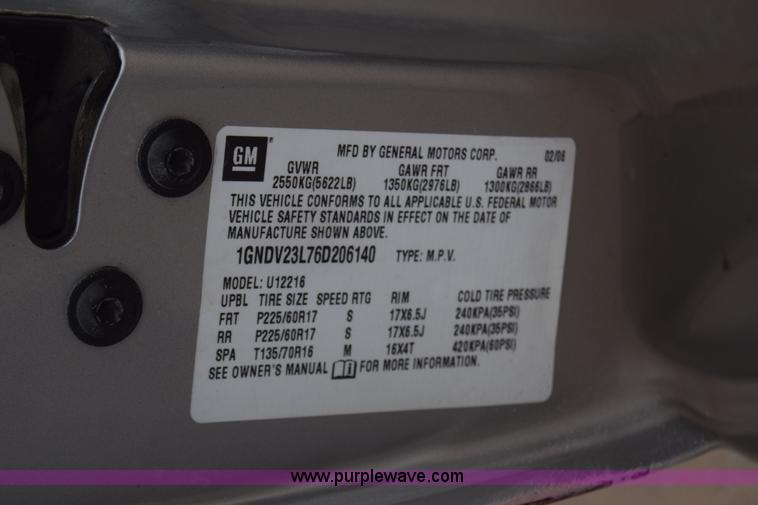 GM
MFD BY GENERAL MOTORS CORP. 02/06
GVWR GAWR FRT GAWR RR
2550KG(5622LB) 1350KG(2976LB) 1300KG(2866LB)
THIS VEHICLE CONFORMS TO ALL APPLICABLE U.S. FEDERAL MOTOR
VEHICLE SAFETY STANDARDS IN EFFECT ON THE DATE OF
MANUFACTURE SHOWN ABOVE.
1GNDV23L76D206140 TYPE: M.P.V.
MODEL: U12216
UPBL TIRE SIZE SPEED RTG RIM COLD TIRE PRESSURE
FRT P225/60R17 S 17X6.5J 240KPA(35PSI)
RR P225/60R17 S 17X6.5J 240KPA(35PSI)
SPA T135/70R16 M 16X4T 420KPA(60PSI)
SEE OWNER'S MANUAL FOR MORE INFORMATION.
www.purplewave.com